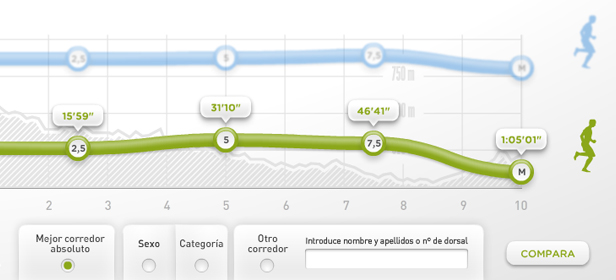 2,5
5
7,5
M
750 m
m
15'59"
31'10"
46'41"
1:05'01"
2,5
5
7,5
M
2 3 4 5 6 7 8 9 10
Mejor corredor
absoluto
Sexo
Categoría
Otro
corredor
Introduce nombre y apellidos o nº de dorsal
COMPARA